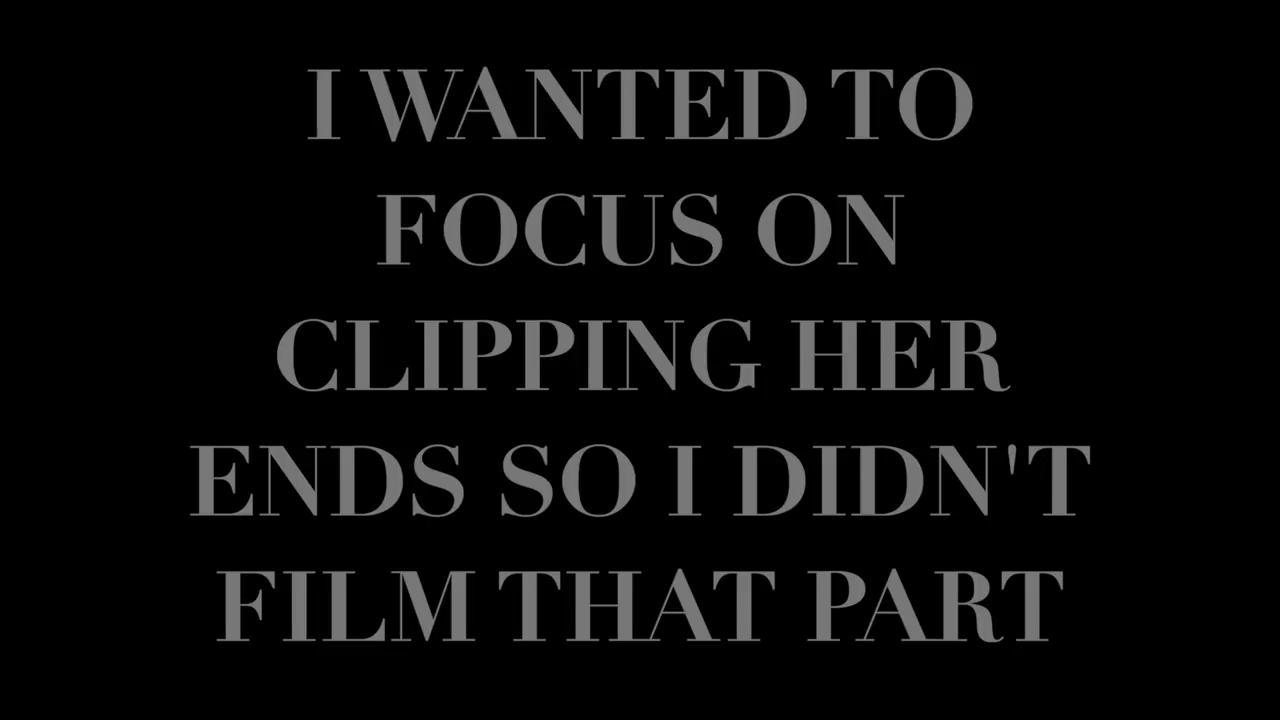 I WANTED TO
FOCUS ON
CLIPPING HER
ENDS SO I DIDN'T
FILM THAT PART